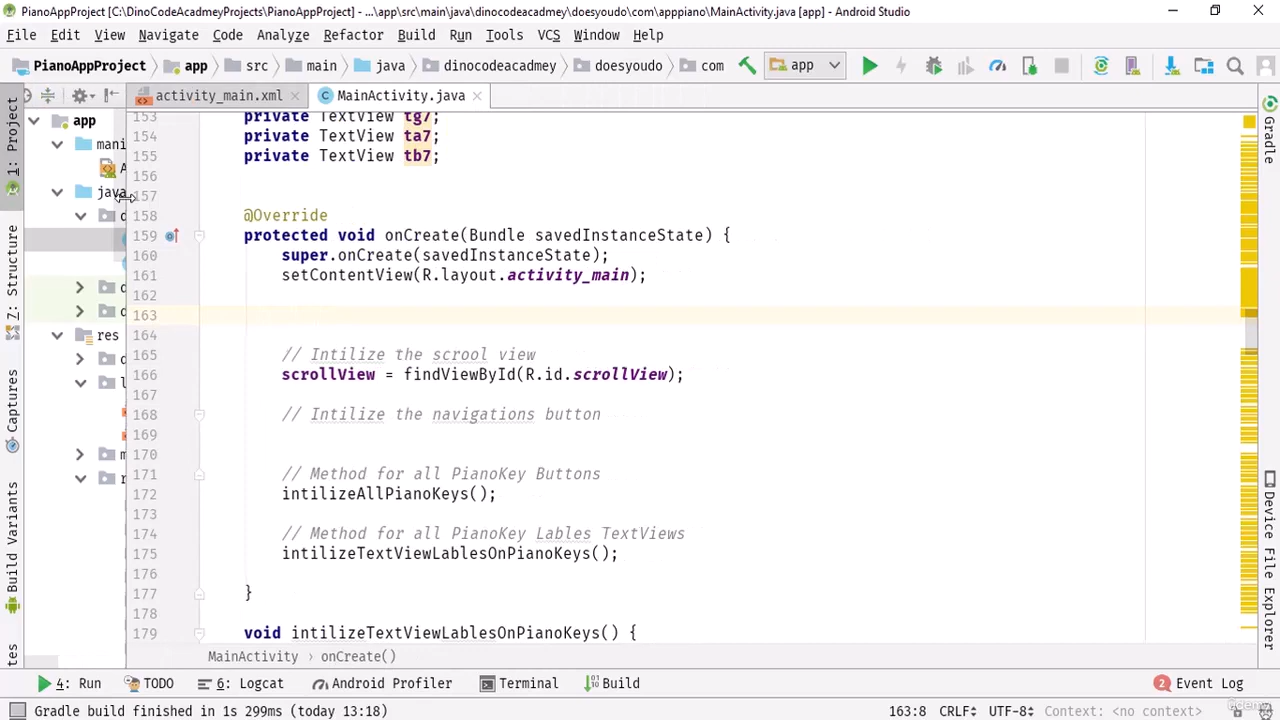 PianoAppProject [C:\DinoCodeAcadmeyProjects\PianoAppProject] - ...\app\src\main\java\dinocodeacadmey\doesyoudo\com\apppiano\MainActivity.java [app] - Android Studio
File Edit View Navigate Code Analyze Refactor Build Run Tools VCS Window Help
PianoAppProject app src main java dinocodeacadmey doesyoudo com app
activity_main.xml MainActivity.java
1: Project
Z: Structure
Captures
Build Variants
app
mani
java
res
Gradle
Device File Explorer
153 private TextView tg7;
154 private TextView ta7;
155 private TextView tb7;
156
157
158 @Override
159 protected void onCreate(Bundle savedInstanceState) {
160 super.onCreate(savedInstanceState);
161 setContentView(R.layout.activity_main);
162
163
164
165 // Intilize the scrool view
166 scrollView = findViewById(R.id.scrollView);
167
168 // Intilize the navigations button
169
170
171 // Method for all PianoKey Buttons
172 intilizeAllPianoKeys();
173
174 // Method for all PianoKey Lables TextViews
175 intilizeTextViewLablesOnPianoKeys();
176
177 }
178
179 void intilizeTextViewLablesOnPianoKeys() {
MainActivity › onCreate()
4: Run TODO 6: Logcat Android Profiler Terminal Build 2 Event Log
Gradle build finished in 1s 299ms (today 13:18) 163:8 CRLF UTF-8 Context: <no context>